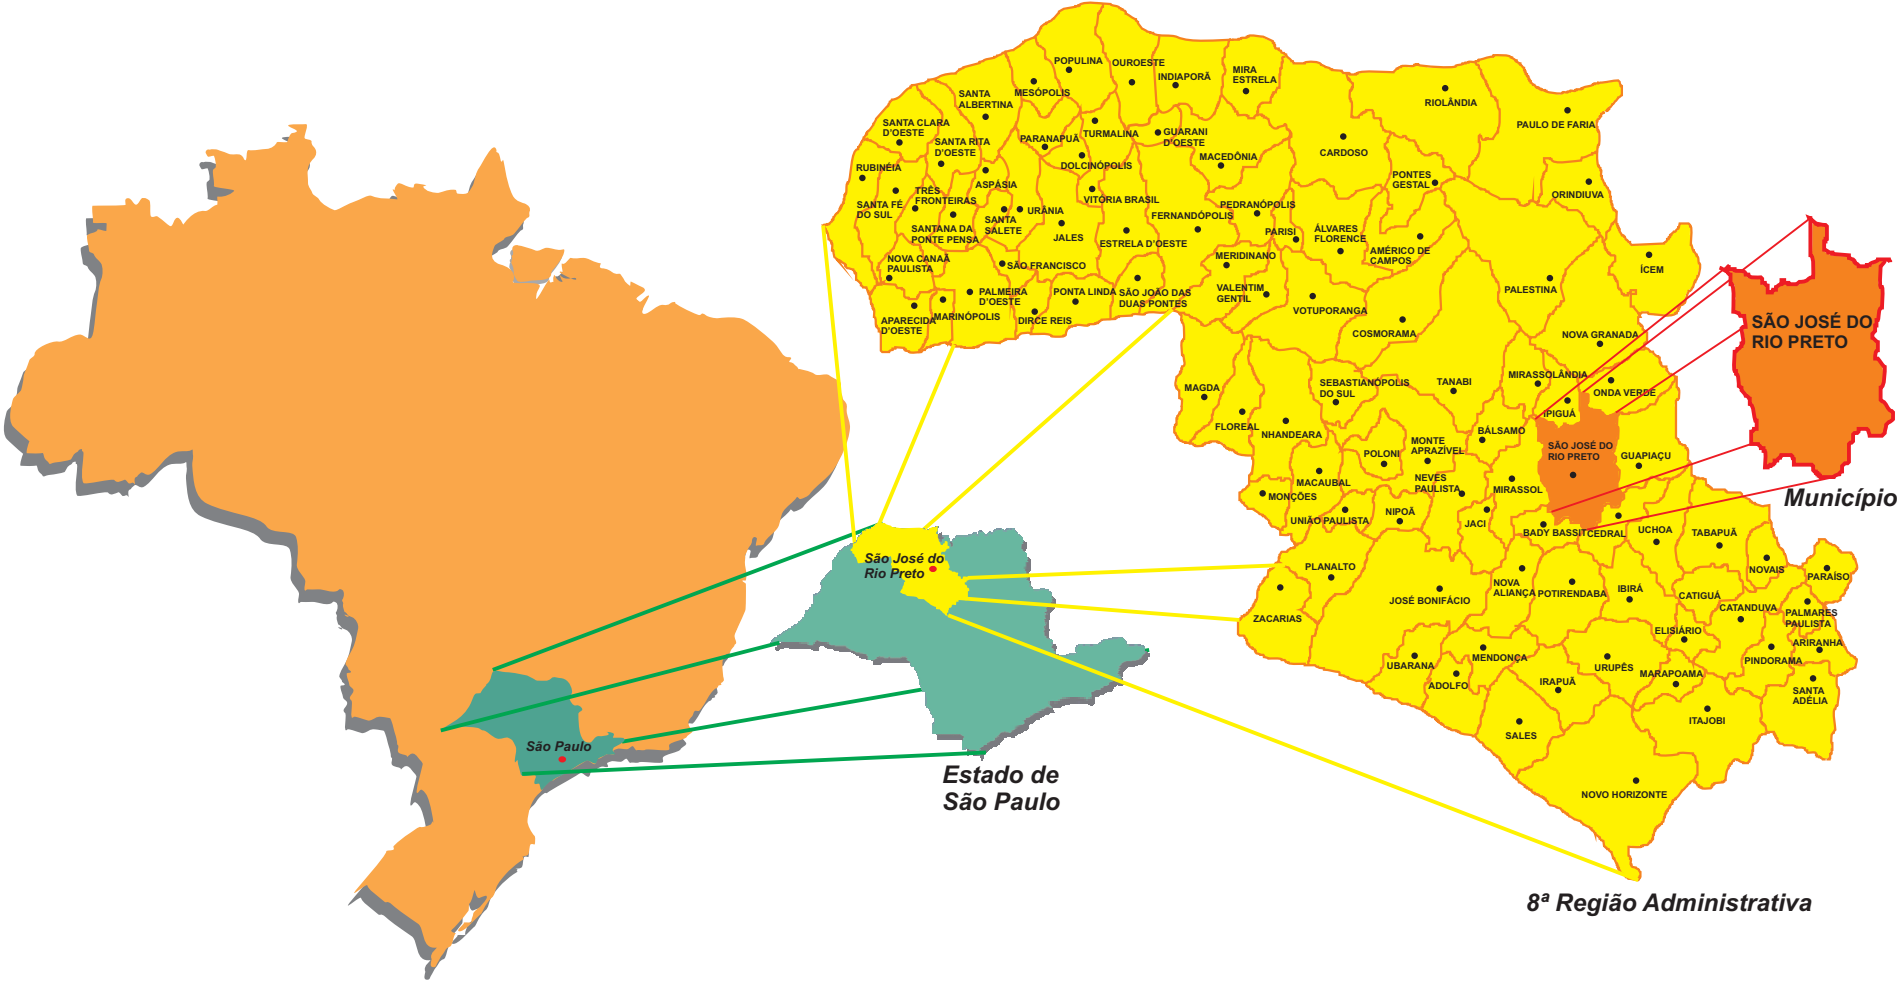 POPULINA
OUROESTE
MESÓPOLIS
INDIAPORÃ
MIRA
ESTRELA
SANTA
ALBERTINA
RIOLÂNDIA
PAULO DE FARIA
SANTA CLARA
D'OESTE
SANTA RITA
D'OESTE
PARANAPUÃ
TURMALINA
GUARANI
D'OESTE
CARDOSO
RUBINÉIA
DOLCINÓPOLIS
MACEDÔNIA
PONTES
GESTAL
ORINDIUVA
ASPÁSIA
TRÊS
FRONTEIRAS
SANTA FÉ
DO SUL
VITÓRIA BRASIL
URÂNIA
SANTA
SALETE
FERNANDÓPOLIS
PEDRANÓPOLIS
SANTANA DA
PONTE PENSA
JALES
ESTRELA D'OESTE
PARISI
ÁLVARES
FLORENCE
AMÉRICO DE
CAMPOS
NOVA CANAÃ
PAULISTA
SÃO FRANCISCO
MERIDINANO
ÍCEM
PALMEIRA
D'OESTE
PONTA LINDA
SÃO JOÃO DAS
DUAS PONTES
VALENTIM
GENTIL
PALESTINA
APARECIDA
D'OESTE
MARINÓPOLIS
DIRCE REIS
VOTUPORANGA
COSMORAMA
NOVA GRANADA
SÃO JOSÉ DO
RIO PRETO
MAGDA
SEBASTIANÓPOLIS
DO SUL
TANABI
MIRASSOLÂNDIA
ONDA VERDE
IPIGUÁ
FLOREAL
NHANDEARA
BÁLSAMO
MONTE
APRAZÍVEL
POLONI
SÃO JOSÉ DO
RIO PRETO
GUAPIAÇU
MACAUBAL
NEVES
PAULISTA
MIRASSOL
MONÇÕES
Município
UNIÃO PAULISTA
NIPOÃ
JACI
BADY BASSIT
CEDRAL
UCHOA
TABAPUÃ
São José do
Rio Preto
PLANALTO
NOVAIS
PARAÍSO
JOSÉ BONIFÁCIO
NOVA
ALIANÇA
POTIRENDABA
IBIRÁ
CATIGUÁ
CATANDUVA
PALMARES
PAULISTA
ZACARIAS
ELISIÁRIO
ARIRANHA
UBARANA
MENDONÇA
URUPÊS
PINDORAMA
MARAPOAMA
ADOLFO
IRAPUÃ
SANTA
ADÉLIA
ITAJOBI
SALES
São Paulo
Estado de
São Paulo
NOVO HORIZONTE
8ª Região Administrativa